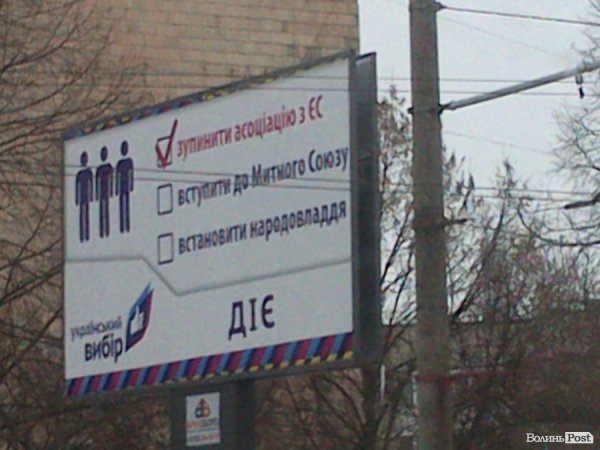 зупинити асоціацію з ЄС
вступити до Митного Союзу
встановити народовладдя
український
вибір
ДІЄ
Волинь Post